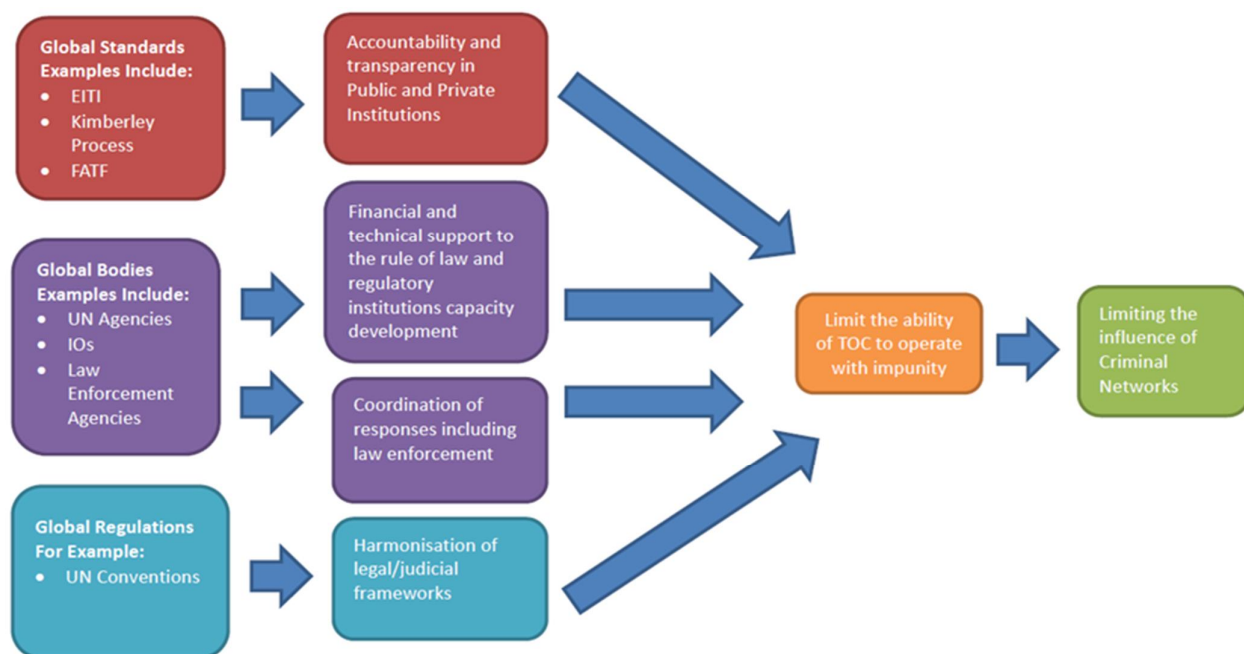 Global Standards
Examples Include:
• EITI
• Kimberley
Process
• FATF
Accountability and
transparency in
Public and Private
Institutions
Global Bodies
Examples Include:
• UN Agencies
• IOs
• Law
Enforcement
Agencies
Financial and
technical support to
the rule of law and
regulatory
institutions capacity
development
Coordination of
responses including
law enforcement
Global Regulations
For Example:
• UN Conventions
Harmonisation of
legal/judicial
frameworks
Limit the ability
of TOC to operate
with impunity
Limiting the
influence of
Criminal
Networks